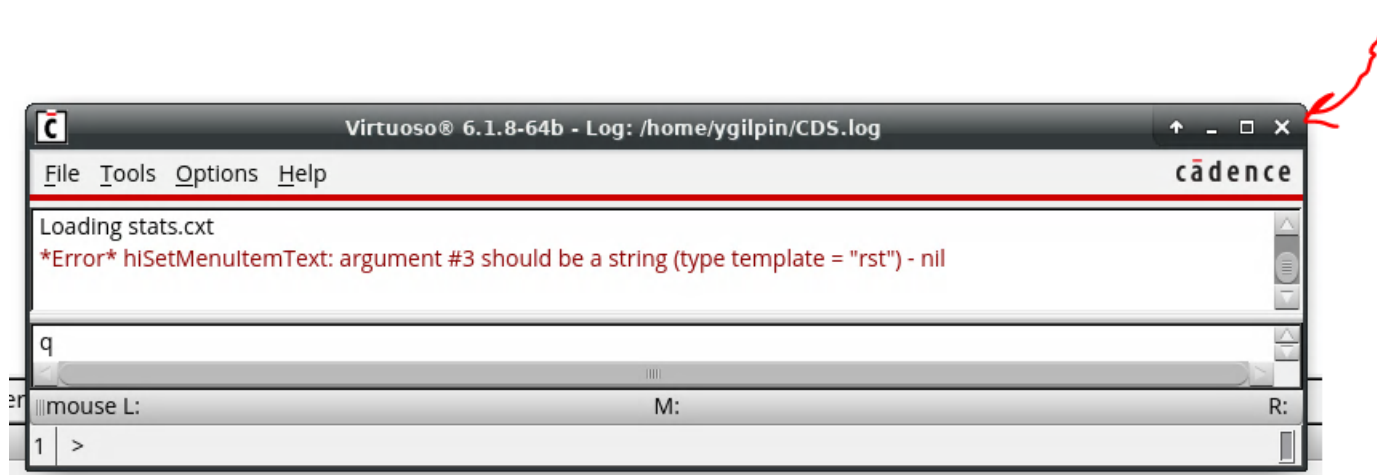 c̄
Virtuoso® 6.1.8-64b - Log: /home/ygilpin/CDS.log
File Tools Options Help
cādence
Loading stats.cxt
*Error* hiSetMenuItemText: argument #3 should be a string (type template = "rst") - nil
q
er
mouse L: M: R:
1 >